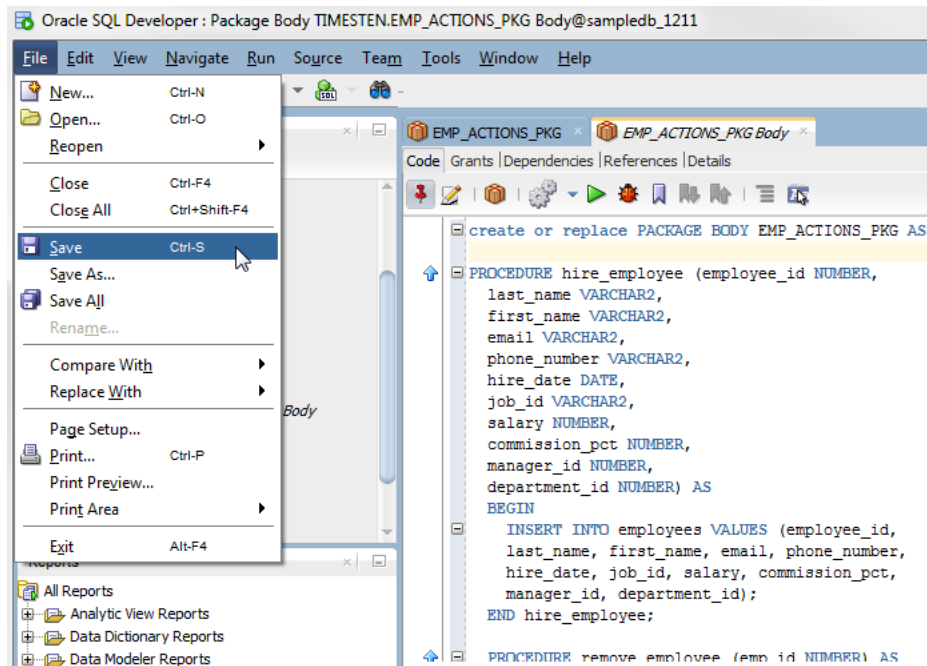 Oracle SQL Developer : Package Body TIMESTEN.EMP_ACTIONS_PKG Body@sampledb_1211
File Edit View Navigate Run Source Team Tools Window Help
New... Ctrl-N
Open... Ctrl-O
Reopen
Close Ctrl-F4
Close All Ctrl+Shift-F4
Save Ctrl-S
Save As...
Save All
Rename...
Compare With
Replace With
Page Setup...
Print... Ctrl-P
Print Preview...
Print Area
Exit Alt-F4
SQL
Body
Reports
All Reports
Analytic View Reports
Data Dictionary Reports
Data Modeler Reports
EMP_ACTIONS_PKG
EMP_ACTIONS_PKG Body
Code Grants Dependencies References Details
create or replace PACKAGE BODY EMP_ACTIONS_PKG AS
PROCEDURE hire_employee (employee_id NUMBER,
last_name VARCHAR2,
first_name VARCHAR2,
email VARCHAR2,
phone_number VARCHAR2,
hire_date DATE,
job_id VARCHAR2,
salary NUMBER,
commission_pct NUMBER,
manager_id NUMBER,
department_id NUMBER) AS
BEGIN
INSERT INTO employees VALUES (employee_id,
last_name, first_name, email, phone_number,
hire_date, job_id, salary, commission_pct,
manager_id, department_id);
END hire_employee;
PROCEDURE remove_employee (emp_id NUMBER) AS